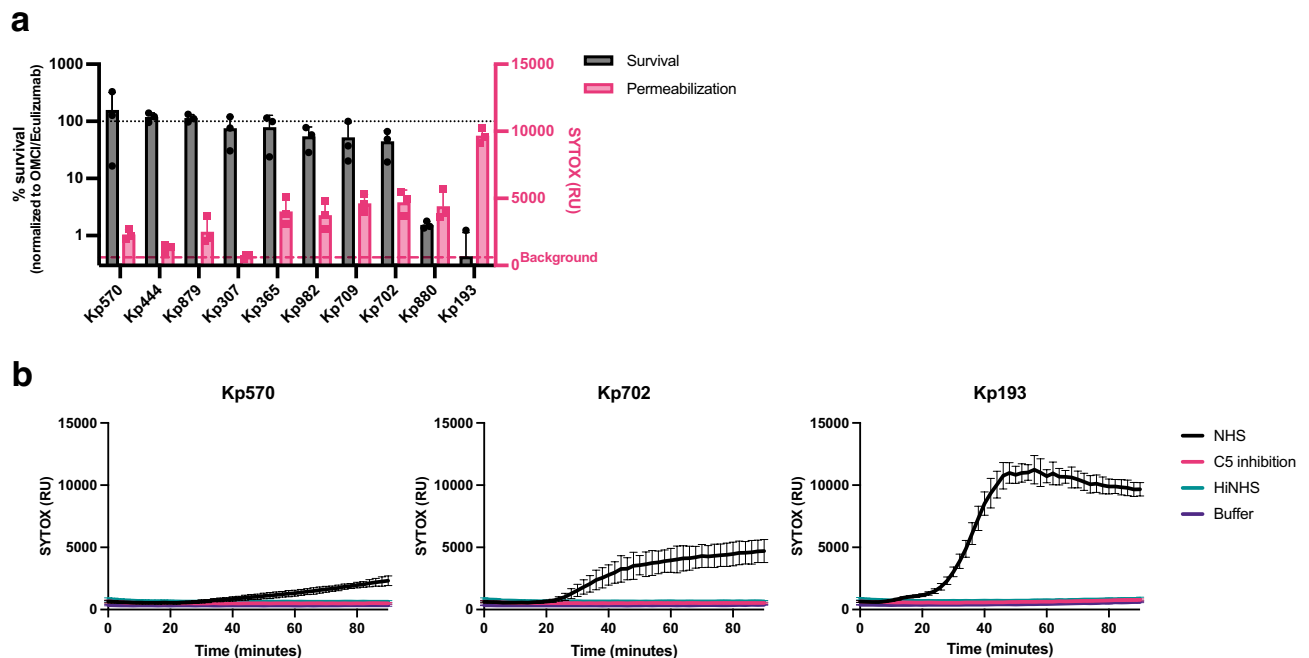 a
% survival
(normalized to OMCI/Eculizumab)
1000
100
10
1
15000
10000
5000
0
SYTOX (RU)
Background
Survival
Permeabilization
Kp570
Kp444
Kp879
Kp307
Kp365
Kp982
Kp709
Kp702
Kp880
Kp193
b
Kp570
SYTOX (RU)
15000
10000
5000
0
0 20 40 60 80
Time (minutes)
Kp702
SYTOX (RU)
15000
10000
5000
0
0 20 40 60 80
Time (minutes)
Kp193
SYTOX (RU)
15000
10000
5000
0
0 20 40 60 80
Time (minutes)
NHS
C5 inhibition
HiNHS
Buffer